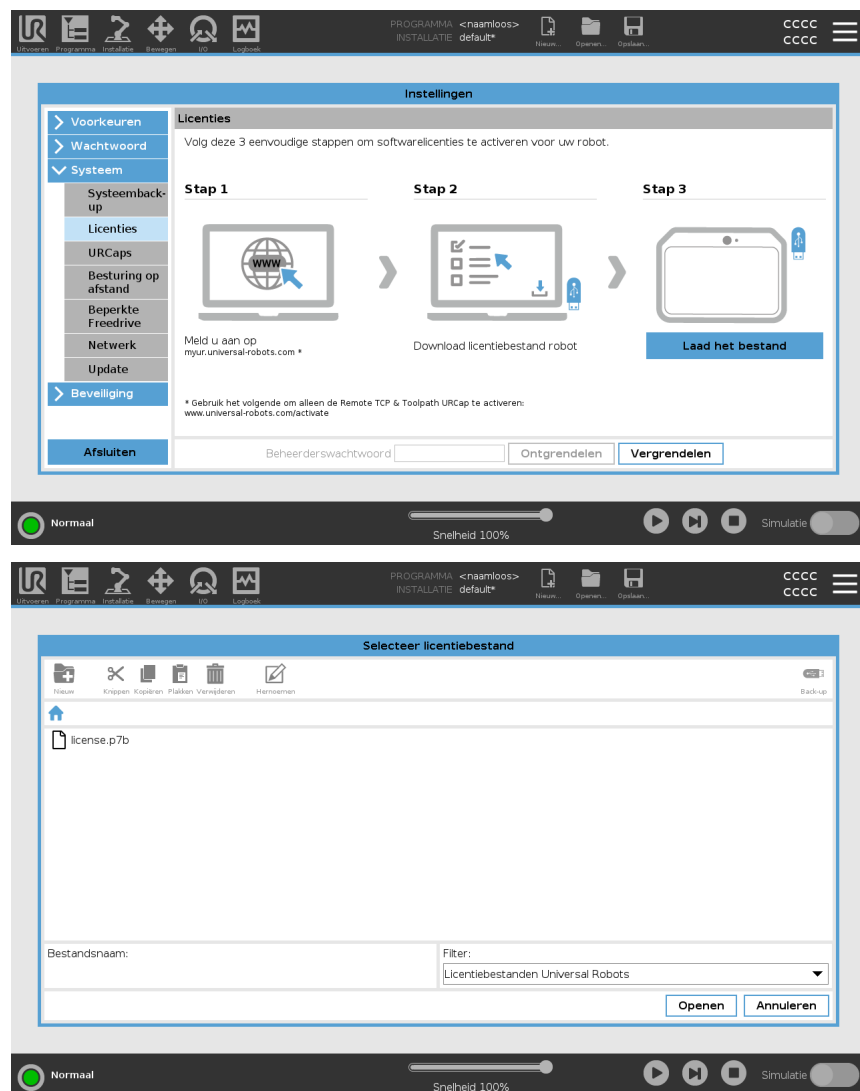 PROGRAMMA <naamloos>
INSTALLATIE default*
Uitvoeren Programma Installatie Bewegen I/O Logboek
Nieuw... Openen... Opslaan...
CCCC
CCCC
Instellingen
Voorkeuren
Wachtwoord
Systeem
Systeemback-
up
Licenties
URCaps
Besturing op
afstand
Beperkte
Freedrive
Netwerk
Update
Beveiliging
Afsluiten
Licenties
Volg deze 3 eenvoudige stappen om softwarelicenties te activeren voor uw robot.
Stap 1
www
Meld u aan op
myur.universal-robots.com *
Stap 2
Download licentiebestand robot
Stap 3
Laad het bestand
* Gebruik het volgende om alleen de Remote TCP & Toolpath URCap te activeren:
www.universal-robots.com/activate
Beheerderswachtwoord Ontgrendelen Vergrendelen
Normaal
Snelheid 100%
Simulatie
PROGRAMMA <naamloos>
INSTALLATIE default*
Uitvoeren Programma Installatie Bewegen I/O Logboek
Nieuw... Openen... Opslaan...
CCCC
CCCC
Selecteer licentiebestand
Nieuw Knippen Kopiëren Plakken Verwijderen Hernoemen Back-up
license.p7b
Bestandsnaam:
Filter:
Licentiebestanden Universal Robots
Openen Annuleren
Normaal
Snelheid 100%
Simulatie